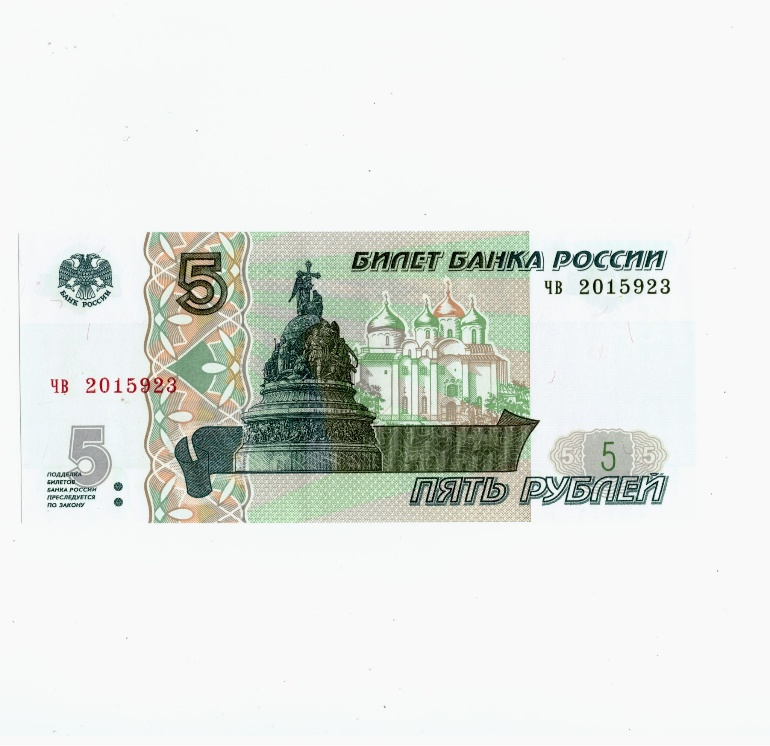 БАНК РОССИИ
5
БИЛЕТ БАНКА РОССИИ
чв 2015923
чв 2015923
5
ПОДДЕЛКА
БИЛЕТОВ
БАНКА РОССИИ
ПРЕСЛЕДУЕТСЯ
ПО ЗАКОНУ
5 5 5
ПЯТЬ РУБЛЕЙ